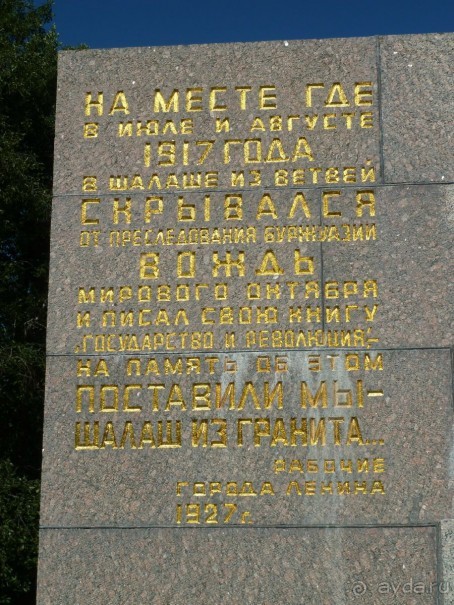 НА МЕСТЕ ГДЕ
В ИЮЛЕ И АВГУСТЕ
1917 ГОДА
В ШАЛАШЕ ИЗ ВЕТВЕЙ
СКРЫВАЛСЯ
ОТ ПРЕСЛЕДОВАНИЯ БУРЖУАЗИИ
ВОЖДЬ
МИРОВОГО ОКТЯБРЯ
И ПИСАЛ СВОЮ КНИГУ
„ГОСУДАРСТВО И РЕВОЛЮЦИЯ",–
НА ПАМЯТЬ ОБ ЭТОМ
ПОСТАВИЛИ МЫ-
ШАЛАШ ИЗ ГРАНИТА...
РАБОЧИЕ
ГОРОДА ЛЕНИНА
1927 г.
@ ayda.ru